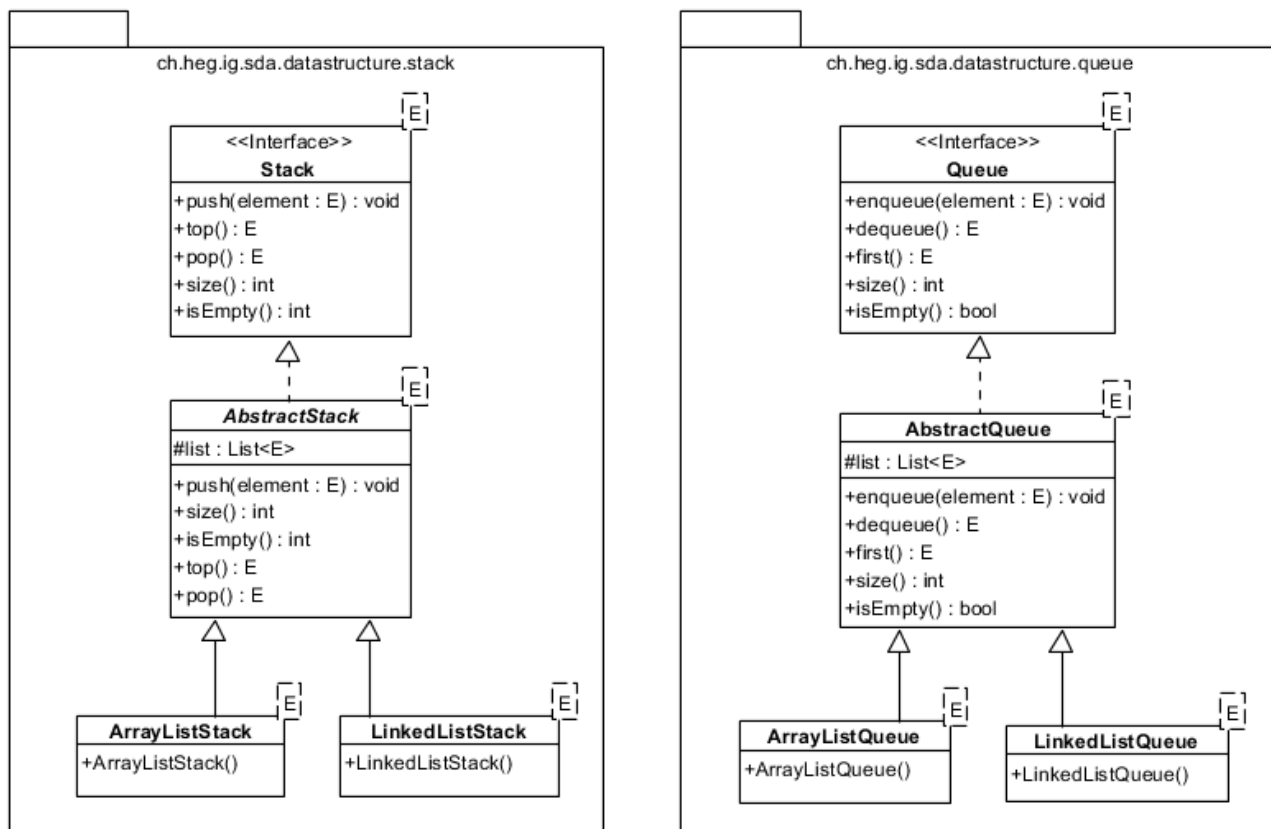 ch.heg.ig.sda.datastructure.stack
E
<<Interface>>
Stack
+push(element : E) : void
+top() : E
+pop() : E
+size() : int
+isEmpty() : int
E
AbstractStack
#list : List<E>
+push(element : E) : void
+size() : int
+isEmpty() : int
+top() : E
+pop() : E
E
ArrayListStack
+ArrayListStack()
E
LinkedListStack
+LinkedListStack()
ch.heg.ig.sda.datastructure.queue
E
<<Interface>>
Queue
+enqueue(element : E) : void
+dequeue() : E
+first() : E
+size() : int
+isEmpty() : bool
E
AbstractQueue
#list : List<E>
+enqueue(element : E) : void
+dequeue() : E
+first() : E
+size() : int
+isEmpty() : bool
E
ArrayListQueue
+ArrayListQueue()
E
LinkedListQueue
+LinkedListQueue()